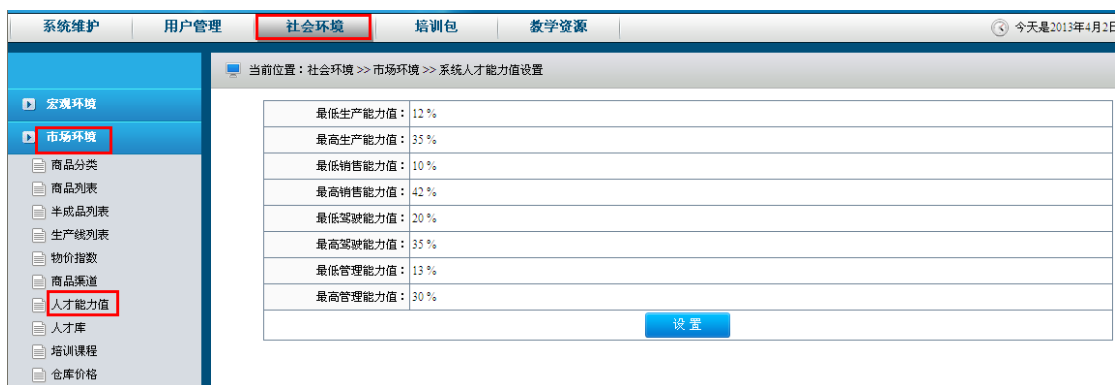 系统维护 用户管理 社会环境 培训包 教学资源 今天是2013年4月2日
当前位置：社会环境 >> 市场环境 >> 系统人才能力值设置
宏观环境
市场环境
商品分类
商品列表
半成品列表
生产线列表
物价指数
商品渠道
人才能力值
人才库
培训课程
仓库价格
最低生产能力值：12 %
最高生产能力值：35 %
最低销售能力值：10 %
最高销售能力值：42 %
最低驾驶能力值：20 %
最高驾驶能力值：35 %
最低管理能力值：13 %
最高管理能力值：30 %
设 置